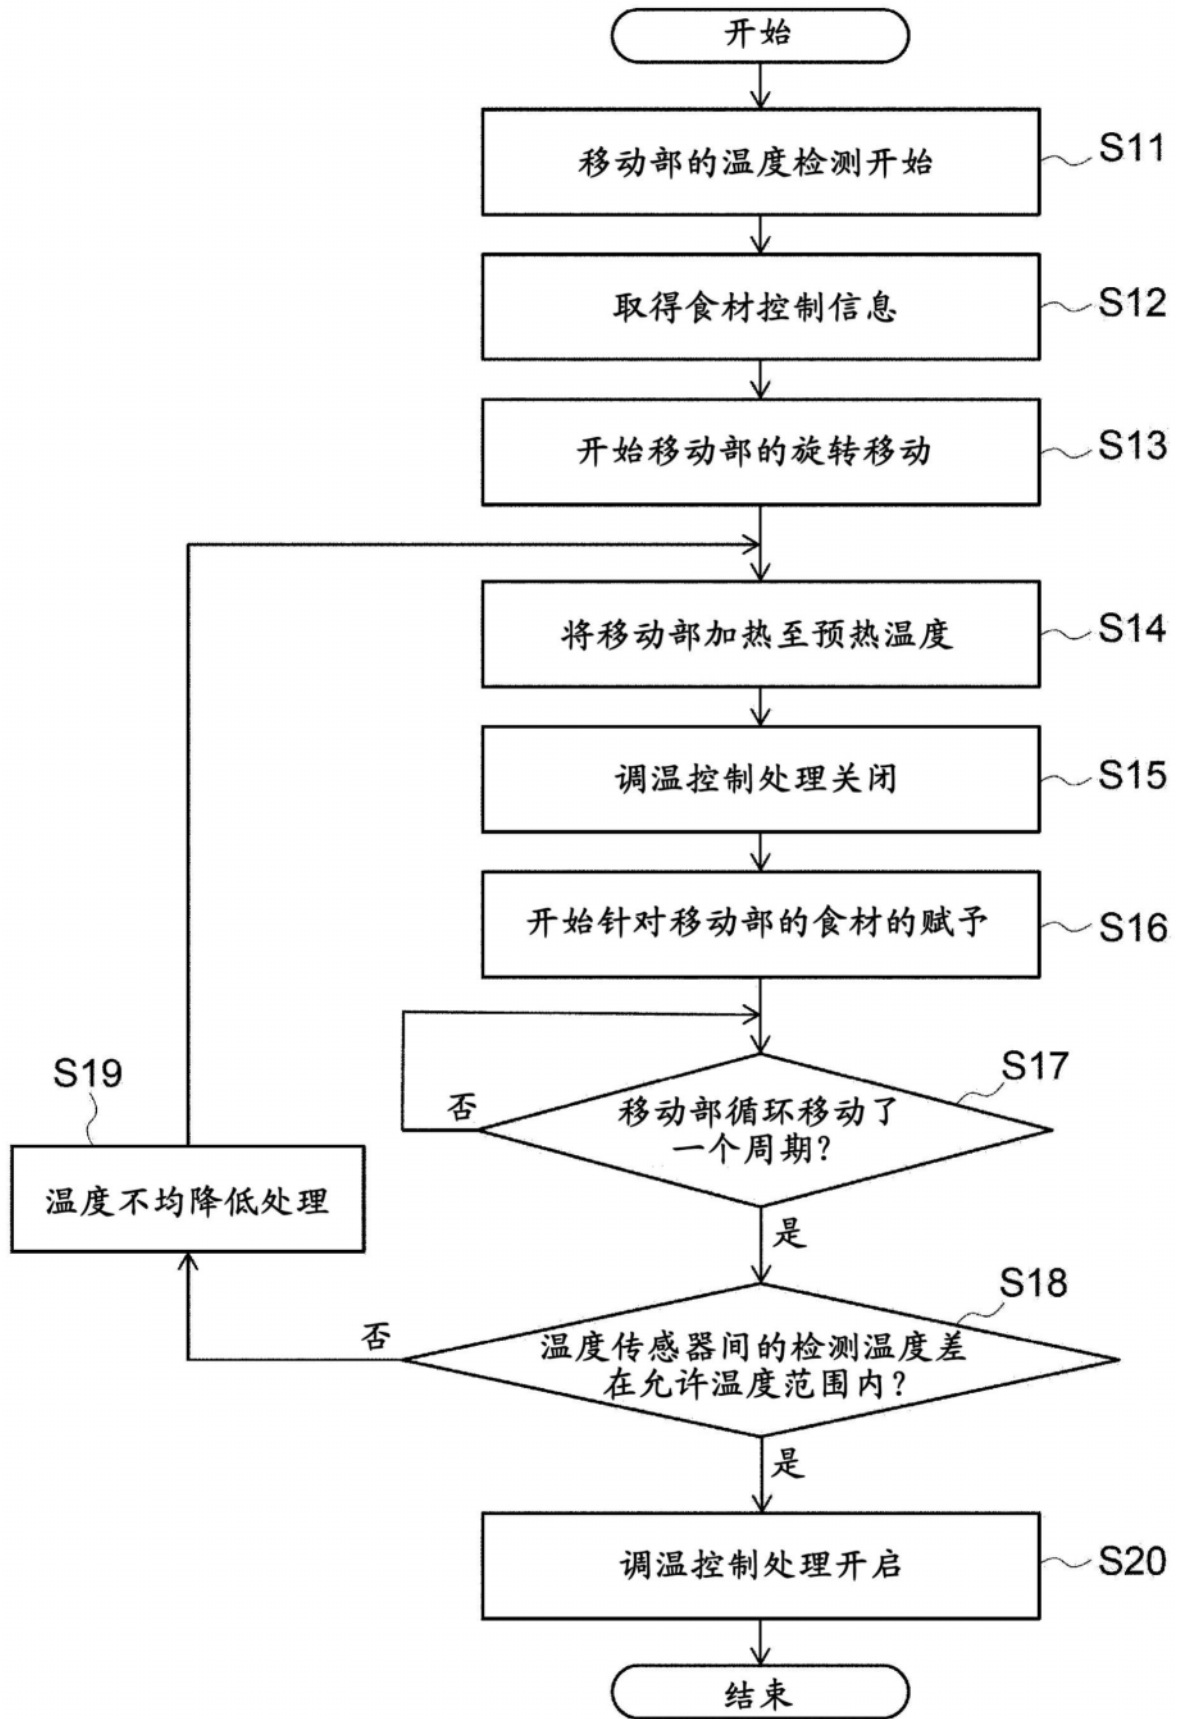 开始
移动部的温度检测开始
S11
取得食材控制信息
S12
开始移动部的旋转移动
S13
将移动部加热至预热温度
S14
调温控制处理关闭
S15
开始针对移动部的食材的赋予
S16
移动部循环移动了
一个周期?
S17
否
是
S19
温度不均降低处理
温度传感器间的检测温度差
在允许温度范围内?
S18
否
是
调温控制处理开启
S20
结束